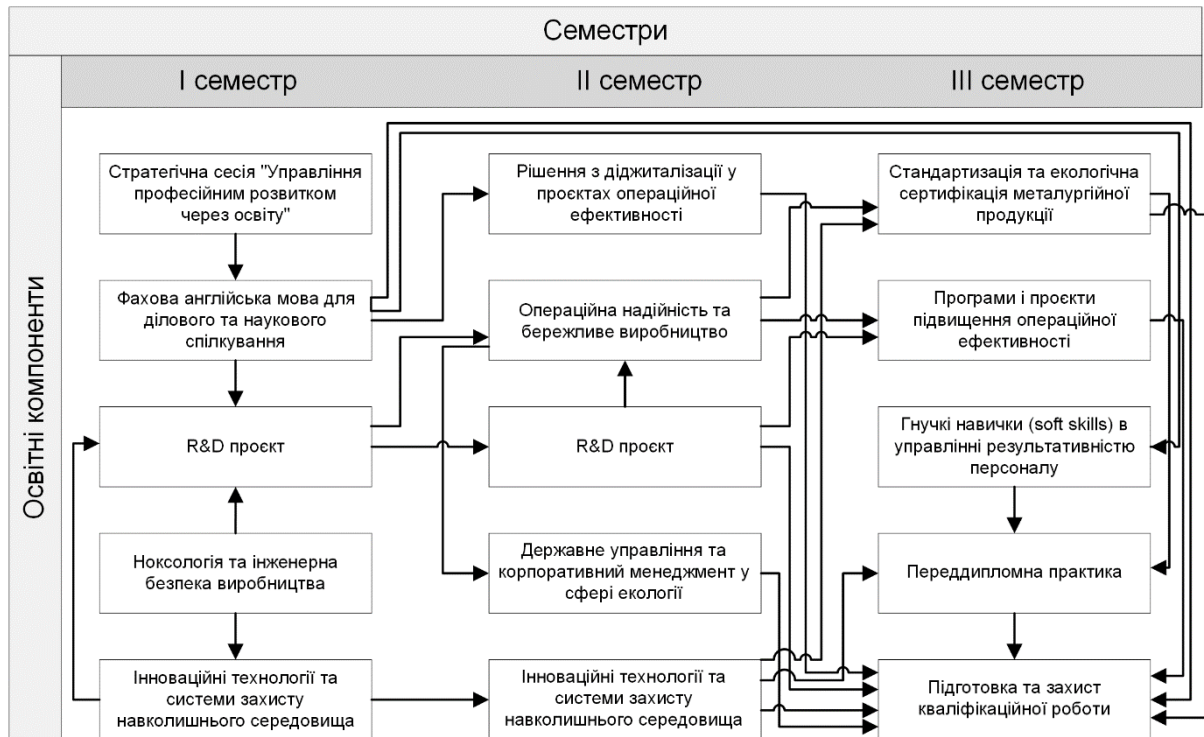 Семестри
Освітні компоненти
I семестр
II семестр
III семестр
Стратегічна сесія "Управління
професійним розвитком
через освіту"
Рішення з діджиталізації у
проєктах операційної
ефективності
Стандартизація та екологічна
сертифікація металургійної
продукції
Фахова англійська мова для
ділового та наукового
спілкування
Операційна надійність та
бережливе виробництво
Програми і проєкти
підвищення операційної
ефективності
R&D проєкт
R&D проєкт
Гнучкі навички (soft skills) в
управлінні результативністю
персоналу
Ноксологія та інженерна
безпека виробництва
Державне управління та
корпоративний менеджмент у
сфері екології
Переддипломна практика
Інноваційні технології та
системи захисту
навколишнього середовища
Інноваційні технології та
системи захисту
навколишнього середовища
Підготовка та захист
кваліфікаційної роботи